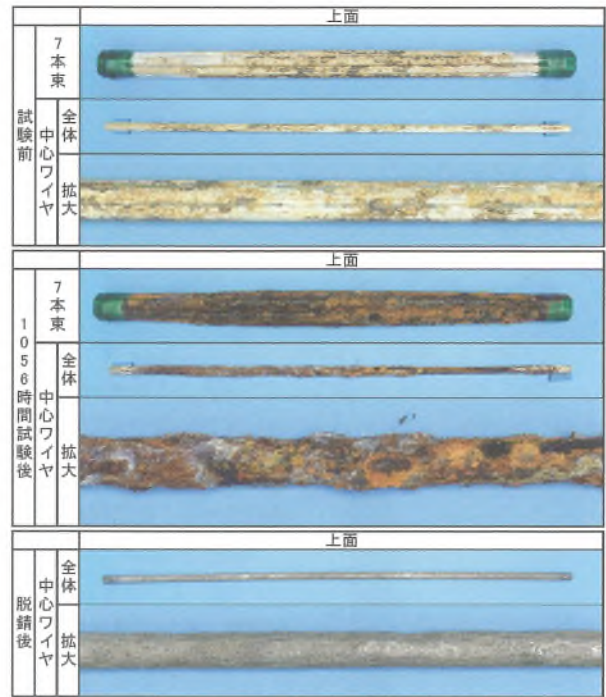 上面
試験前
7本束
中心ワイヤ
全体
拡大
上面
1056時間試験後
7本束
中心ワイヤ
全体
拡大
上面
脱錆後
中心ワイヤ
全体
拡大